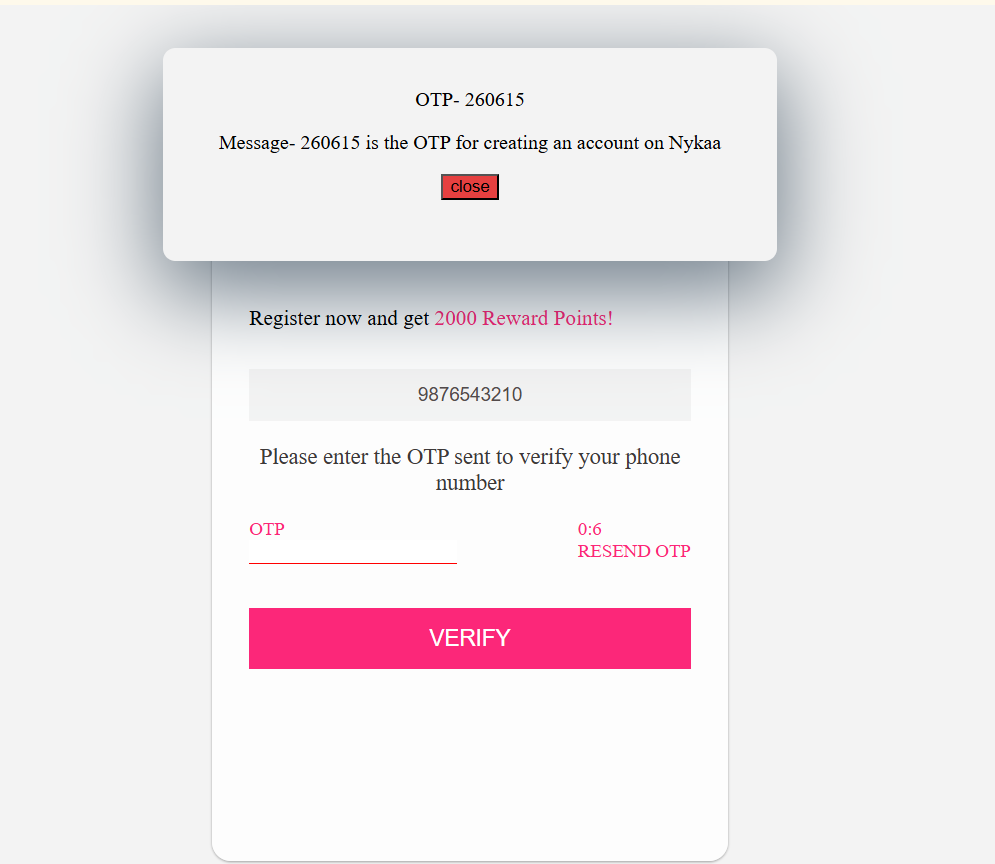 OTP- 260615
Message- 260615 is the OTP for creating an account on Nykaa
close
Register now and get 2000 Reward Points!
9876543210
Please enter the OTP sent to verify your phone
number
OTP
0:6
RESEND OTP
VERIFY